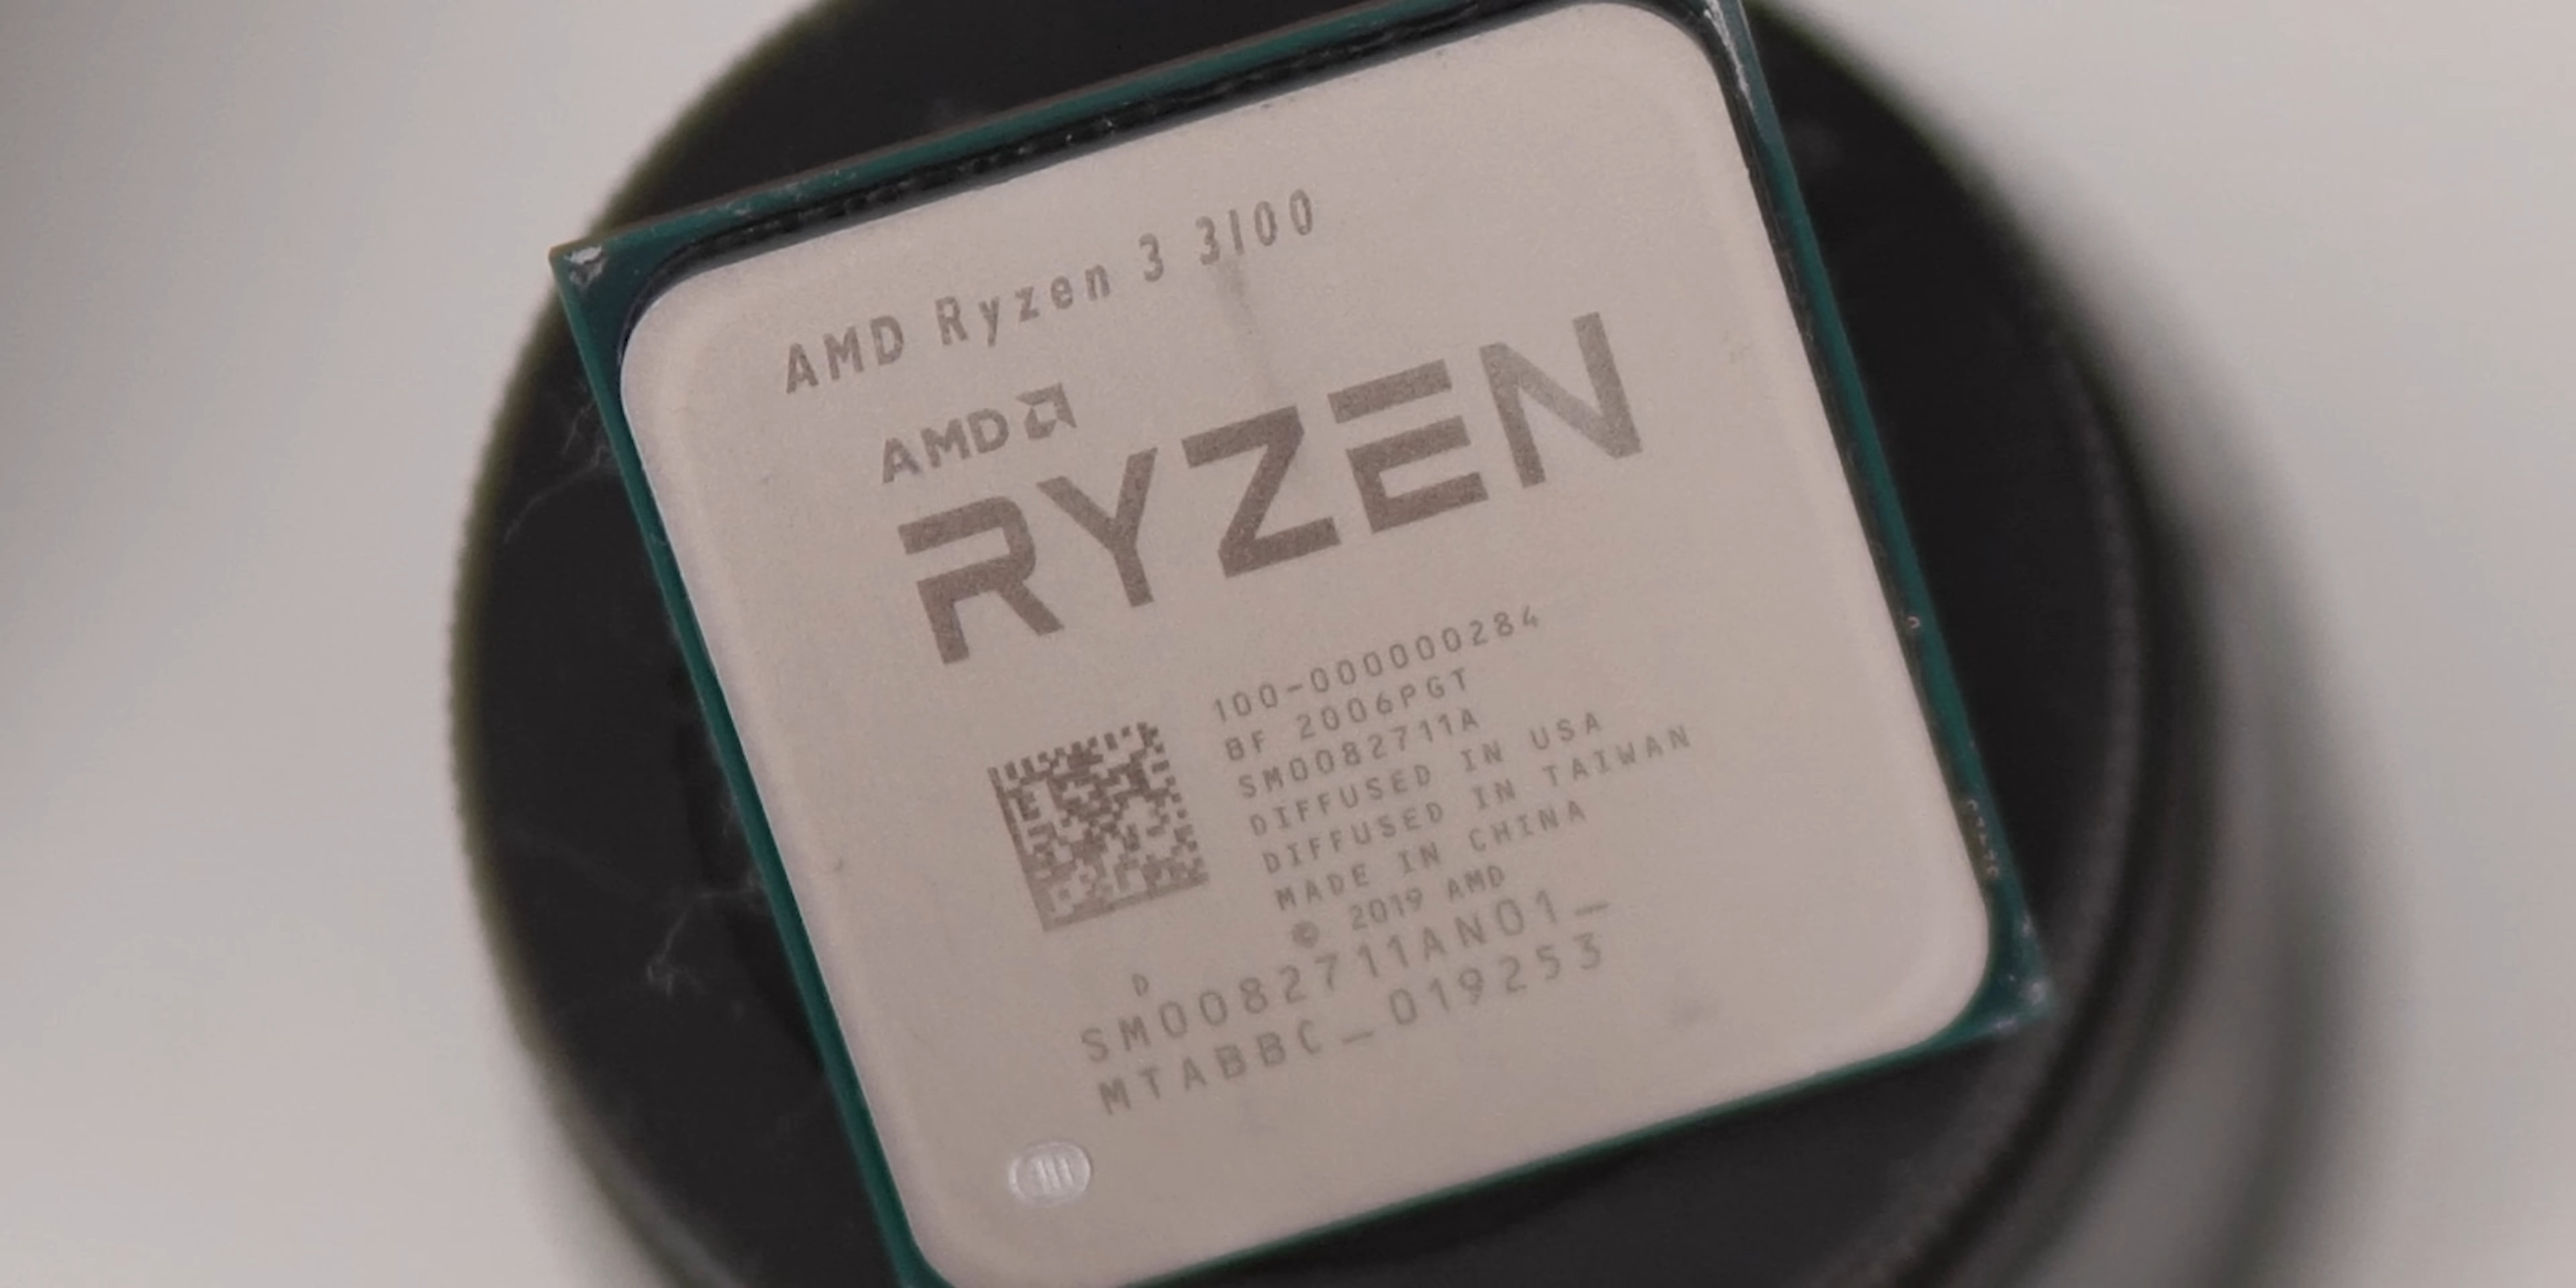 AMD Ryzen 3 3100
AMD
RYZEN
100-000000284
BF 2006PGT
SM0082711A
DIFFUSED IN USA
DIFFUSED IN TAIWAN
MADE IN CHINA
© 2019 AMD
D
SM0082711AN01_
MTABBC_019253